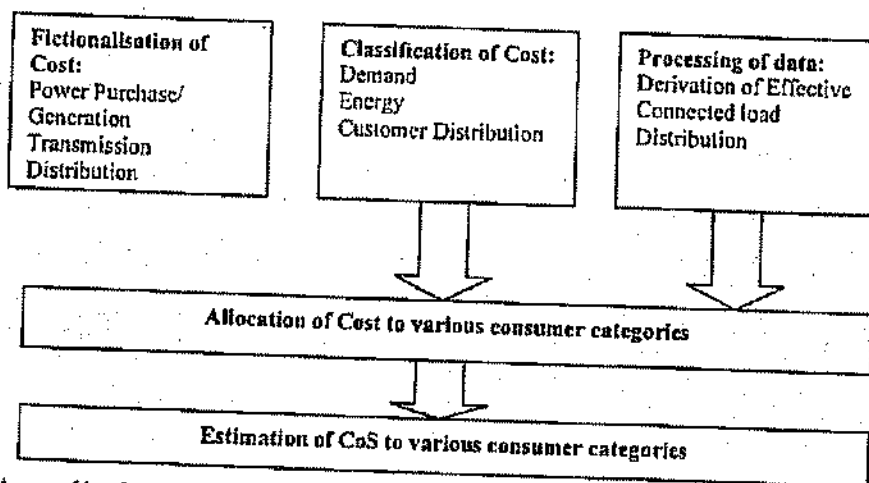 Fictionalisation of
Cost:
Power Purchase/
Generation
Transmission
Distribution
Classification of Cost:
Demand
Energy
Customer Distribution
Processing of data:
Derivation of Effective
Connected load
Distribution
Allocation of Cost to various consumer categories
Estimation of CoS to various consumer categories